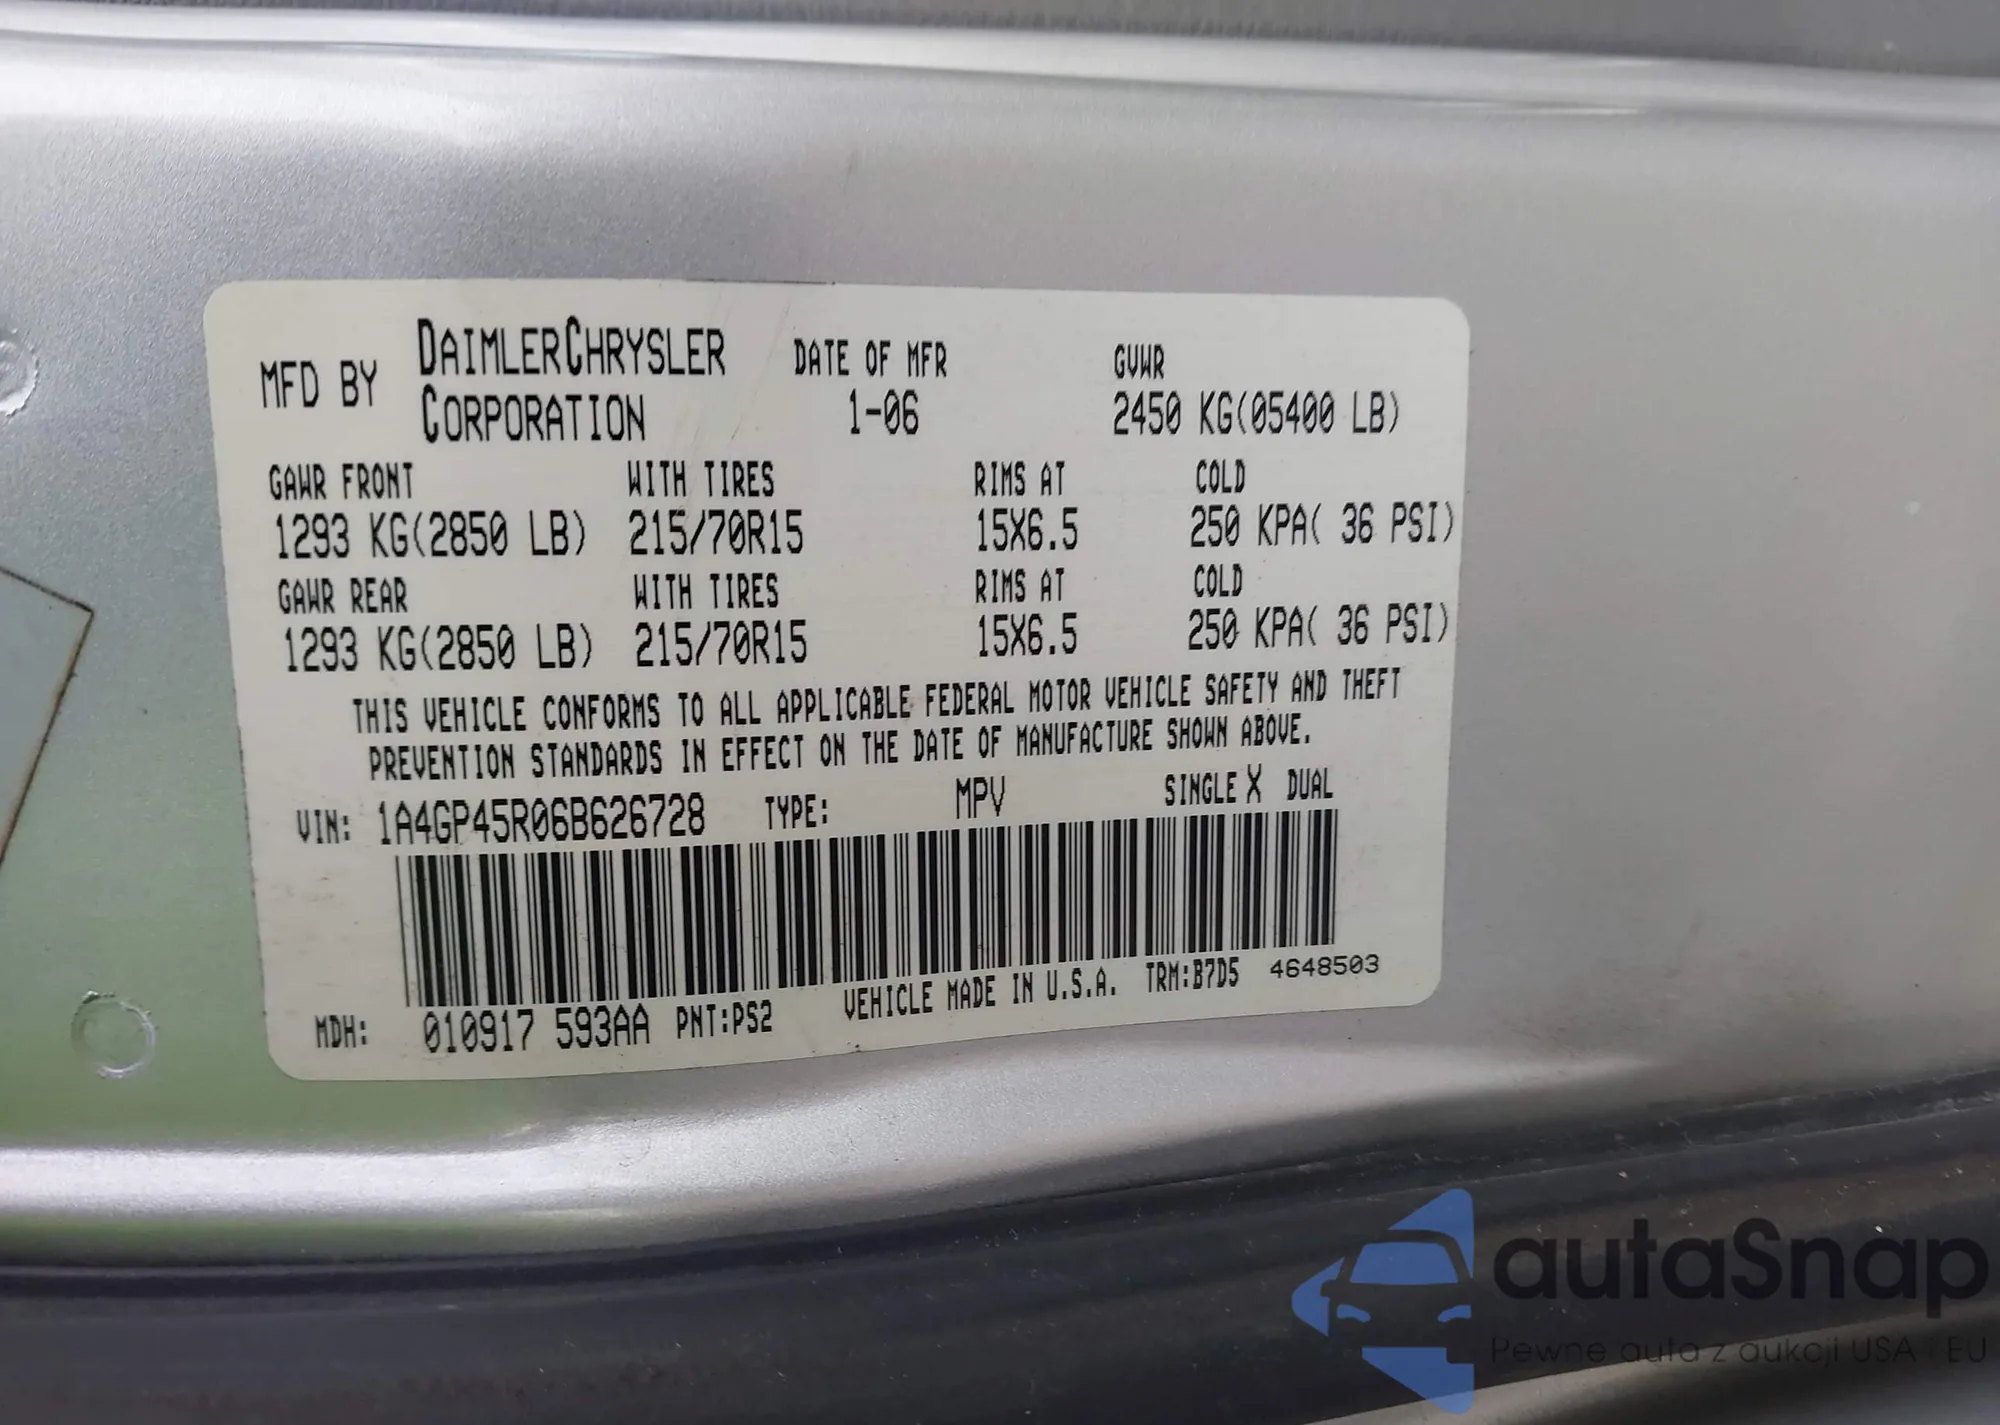 MFD BY DAIMLERCHRYSLER CORPORATION DATE OF MFR 1-06 GVWR 2450 KG(05400 LB)
GAWR FRONT WITH TIRES RIMS AT COLD
1293 KG(2850 LB) 215/70R15 15X6.5 250 KPA( 36 PSI)
GAWR REAR WITH TIRES RIMS AT COLD
1293 KG(2850 LB) 215/70R15 15X6.5 250 KPA( 36 PSI)
THIS VEHICLE CONFORMS TO ALL APPLICABLE FEDERAL MOTOR VEHICLE SAFETY AND THEFT
PREVENTION STANDARDS IN EFFECT ON THE DATE OF MANUFACTURE SHOWN ABOVE.
VIN: 1A4GP45R06B626728 TYPE: MPV SINGLE X DUAL
MDH: 010917 593AA PNT:PS2 VEHICLE MADE IN U.S.A. TRM:B7D5 4648503
autaSnap
Pewne auta z aukcji USA i EU